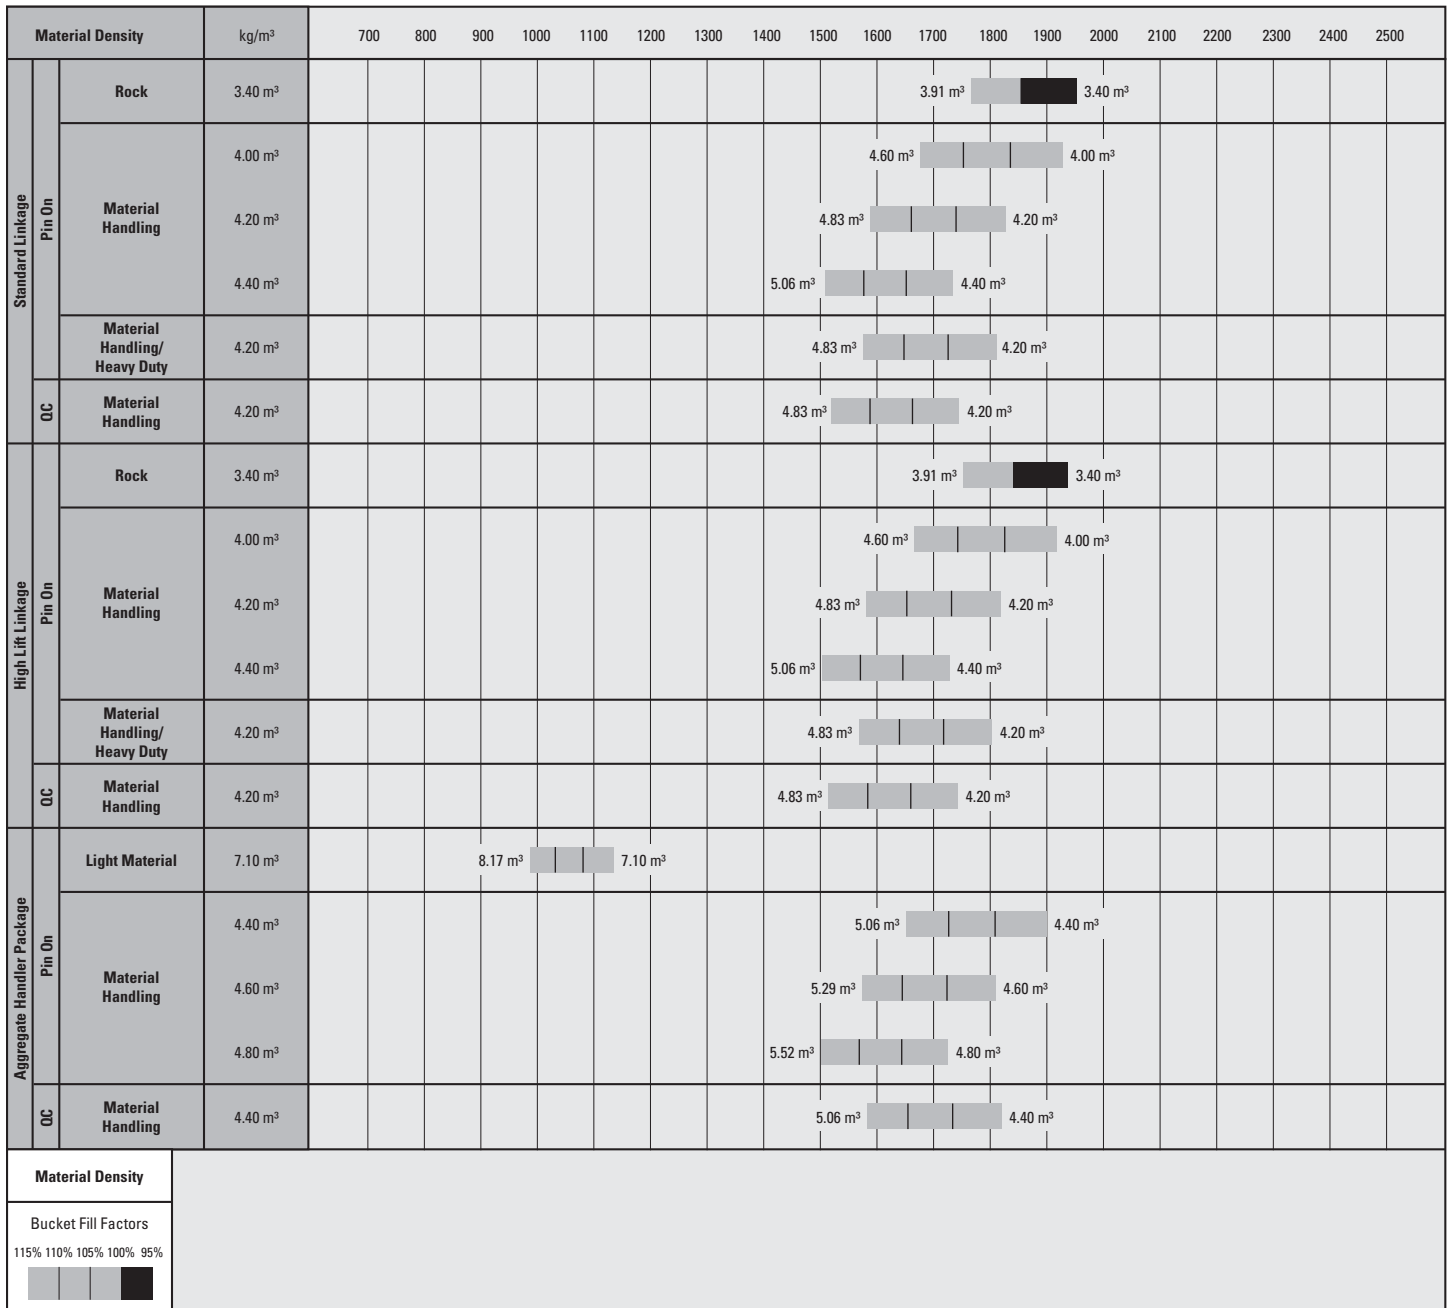 Material Density kg/m³ 700 800 900 1000 1100 1200 1300 1400 1500 1600 1700 1800 1900 2000 2100 2200 2300 2400 2500
Standard Linkage
Pin On
Rock 3.40 m³ 3.91 m³ 3.40 m³
Material
Handling
4.00 m³ 4.60 m³ 4.00 m³
4.20 m³ 4.83 m³ 4.20 m³
4.40 m³ 5.06 m³ 4.40 m³
Material
Handling/
Heavy Duty
4.20 m³ 4.83 m³ 4.20 m³
QC
Material
Handling
4.20 m³ 4.83 m³ 4.20 m³
High Lift Linkage
Pin On
Rock 3.40 m³ 3.91 m³ 3.40 m³
Material
Handling
4.00 m³ 4.60 m³ 4.00 m³
4.20 m³ 4.83 m³ 4.20 m³
4.40 m³ 5.06 m³ 4.40 m³
Material
Handling/
Heavy Duty
4.20 m³ 4.83 m³ 4.20 m³
QC
Material
Handling
4.20 m³ 4.83 m³ 4.20 m³
Aggregate Handler Package
Pin On
Light Material 7.10 m³ 8.17 m³ 7.10 m³
Material
Handling
4.40 m³ 5.06 m³ 4.40 m³
4.60 m³ 5.29 m³ 4.60 m³
4.80 m³ 5.52 m³ 4.80 m³
QC
Material
Handling
4.40 m³ 5.06 m³ 4.40 m³
Material Density
Bucket Fill Factors
115% 110% 105% 100% 95%